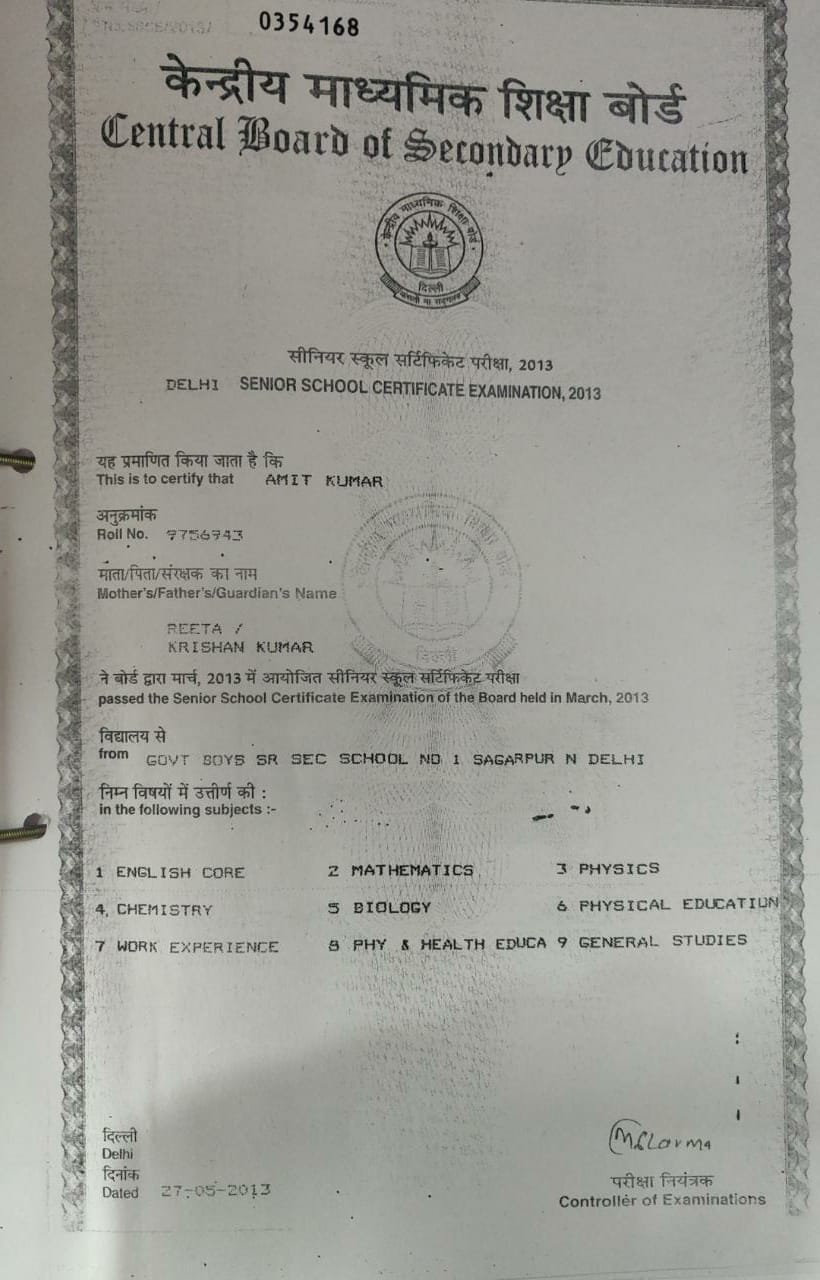 0354168
केन्द्रीय माध्यमिक शिक्षा बोर्ड
Central Board of Secondary Education
केन्द्रीय माध्यमिक शिक्षा बोर्ड
दिल्ली
सीनियर स्कूल सर्टिफिकेट परीक्षा, 2013
DELHI SENIOR SCHOOL CERTIFICATE EXAMINATION, 2013
यह प्रमाणित किया जाता है कि
This is to certify that AMIT KUMAR
अनुक्रमांक
Roll No. 9756943
माता/पिता/संरक्षक का नाम
Mother's/Father's/Guardian's Name
REETA /
KRISHAN KUMAR
ने बोर्ड द्वारा मार्च, 2013 में आयोजित सीनियर स्कूल सर्टिफिकेट परीक्षा
passed the Senior School Certificate Examination of the Board held in March, 2013
विद्यालय से
from GOVT BOYS SR SEC SCHOOL NO 1 SAGARPUR N DELHI
निम्न विषयों में उत्तीर्ण की :
in the following subjects :-
1 ENGLISH CORE 2 MATHEMATICS 3 PHYSICS
4, CHEMISTRY 5 BIOLOGY 6 PHYSICAL EDUCATION
7 WORK EXPERIENCE 8 PHY & HEALTH EDUCA 9 GENERAL STUDIES
दिल्ली
Delhi
दिनांक
Dated 27-05-2013
परीक्षा नियंत्रक
Controller of Examinations